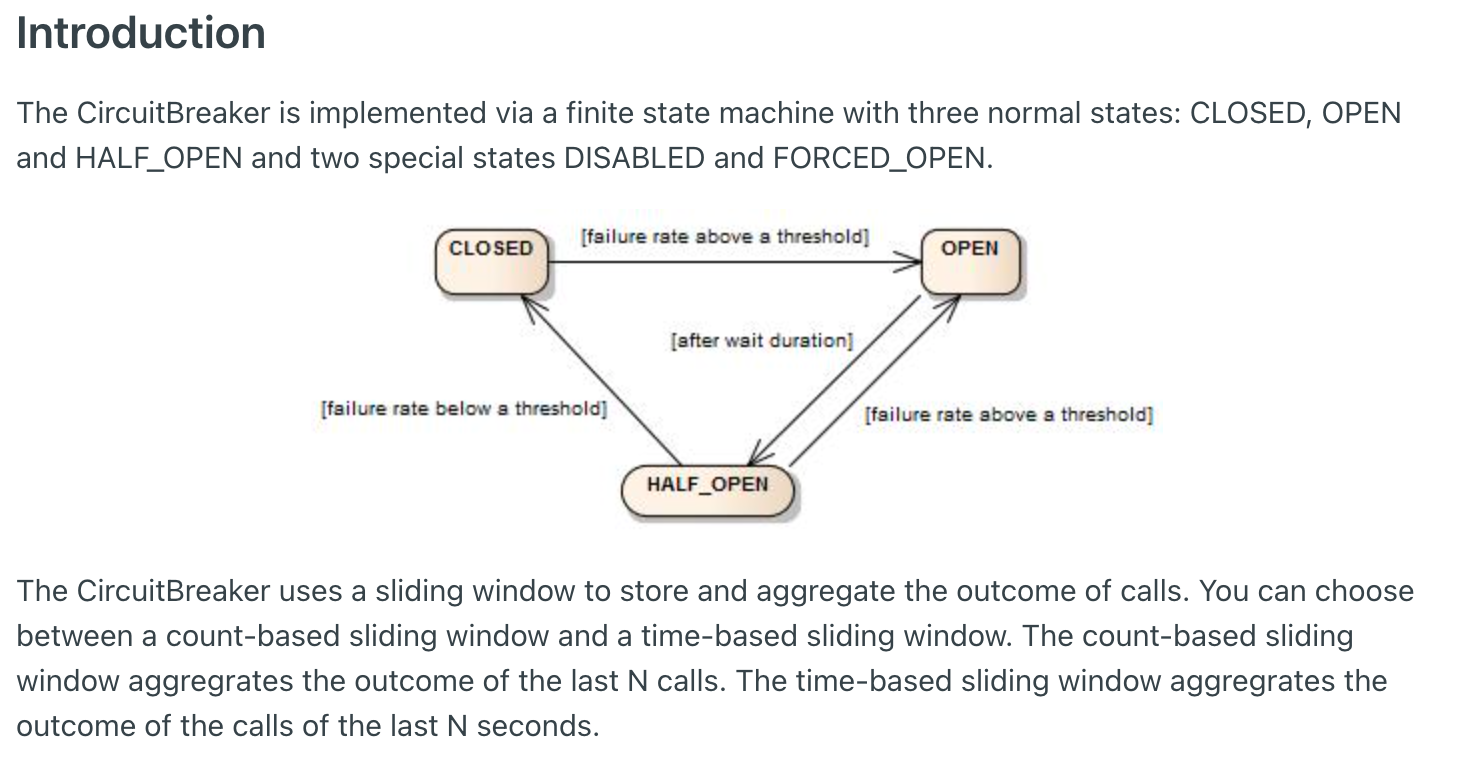 Introduction
The CircuitBreaker is implemented via a finite state machine with three normal states: CLOSED, OPEN
and HALF_OPEN and two special states DISABLED and FORCED_OPEN.
[failure rate above a threshold]
CLOSED
OPEN
[after wait duration]
[failure rate below a threshold]
[failure rate above a threshold]
HALF_OPEN
The CircuitBreaker uses a sliding window to store and aggregate the outcome of calls. You can choose
between a count-based sliding window and a time-based sliding window. The count-based sliding
window aggregrates the outcome of the last N calls. The time-based sliding window aggregrates the
outcome of the calls of the last N seconds.